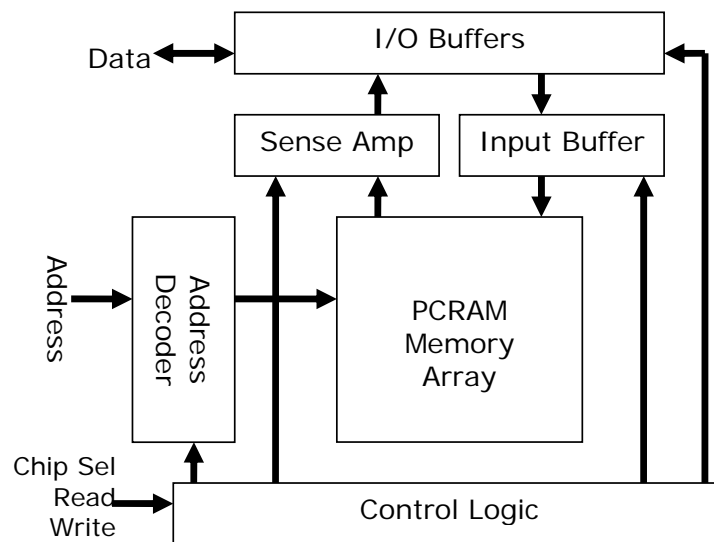 I/O Buffers
Data
Sense Amp
Input Buffer
Address
Address
Decoder
PCRAM
Memory
Array
Chip Sel
Read
Write
Control Logic